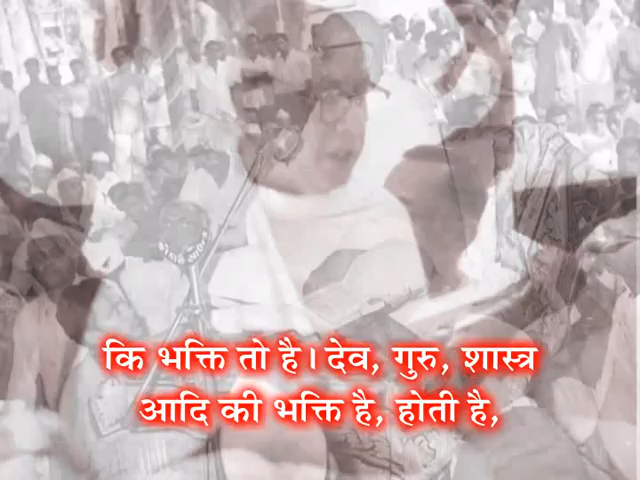 कि भक्ति तो है। देव, गुरु, शास्त्र
आदि की भक्ति है, होती है,